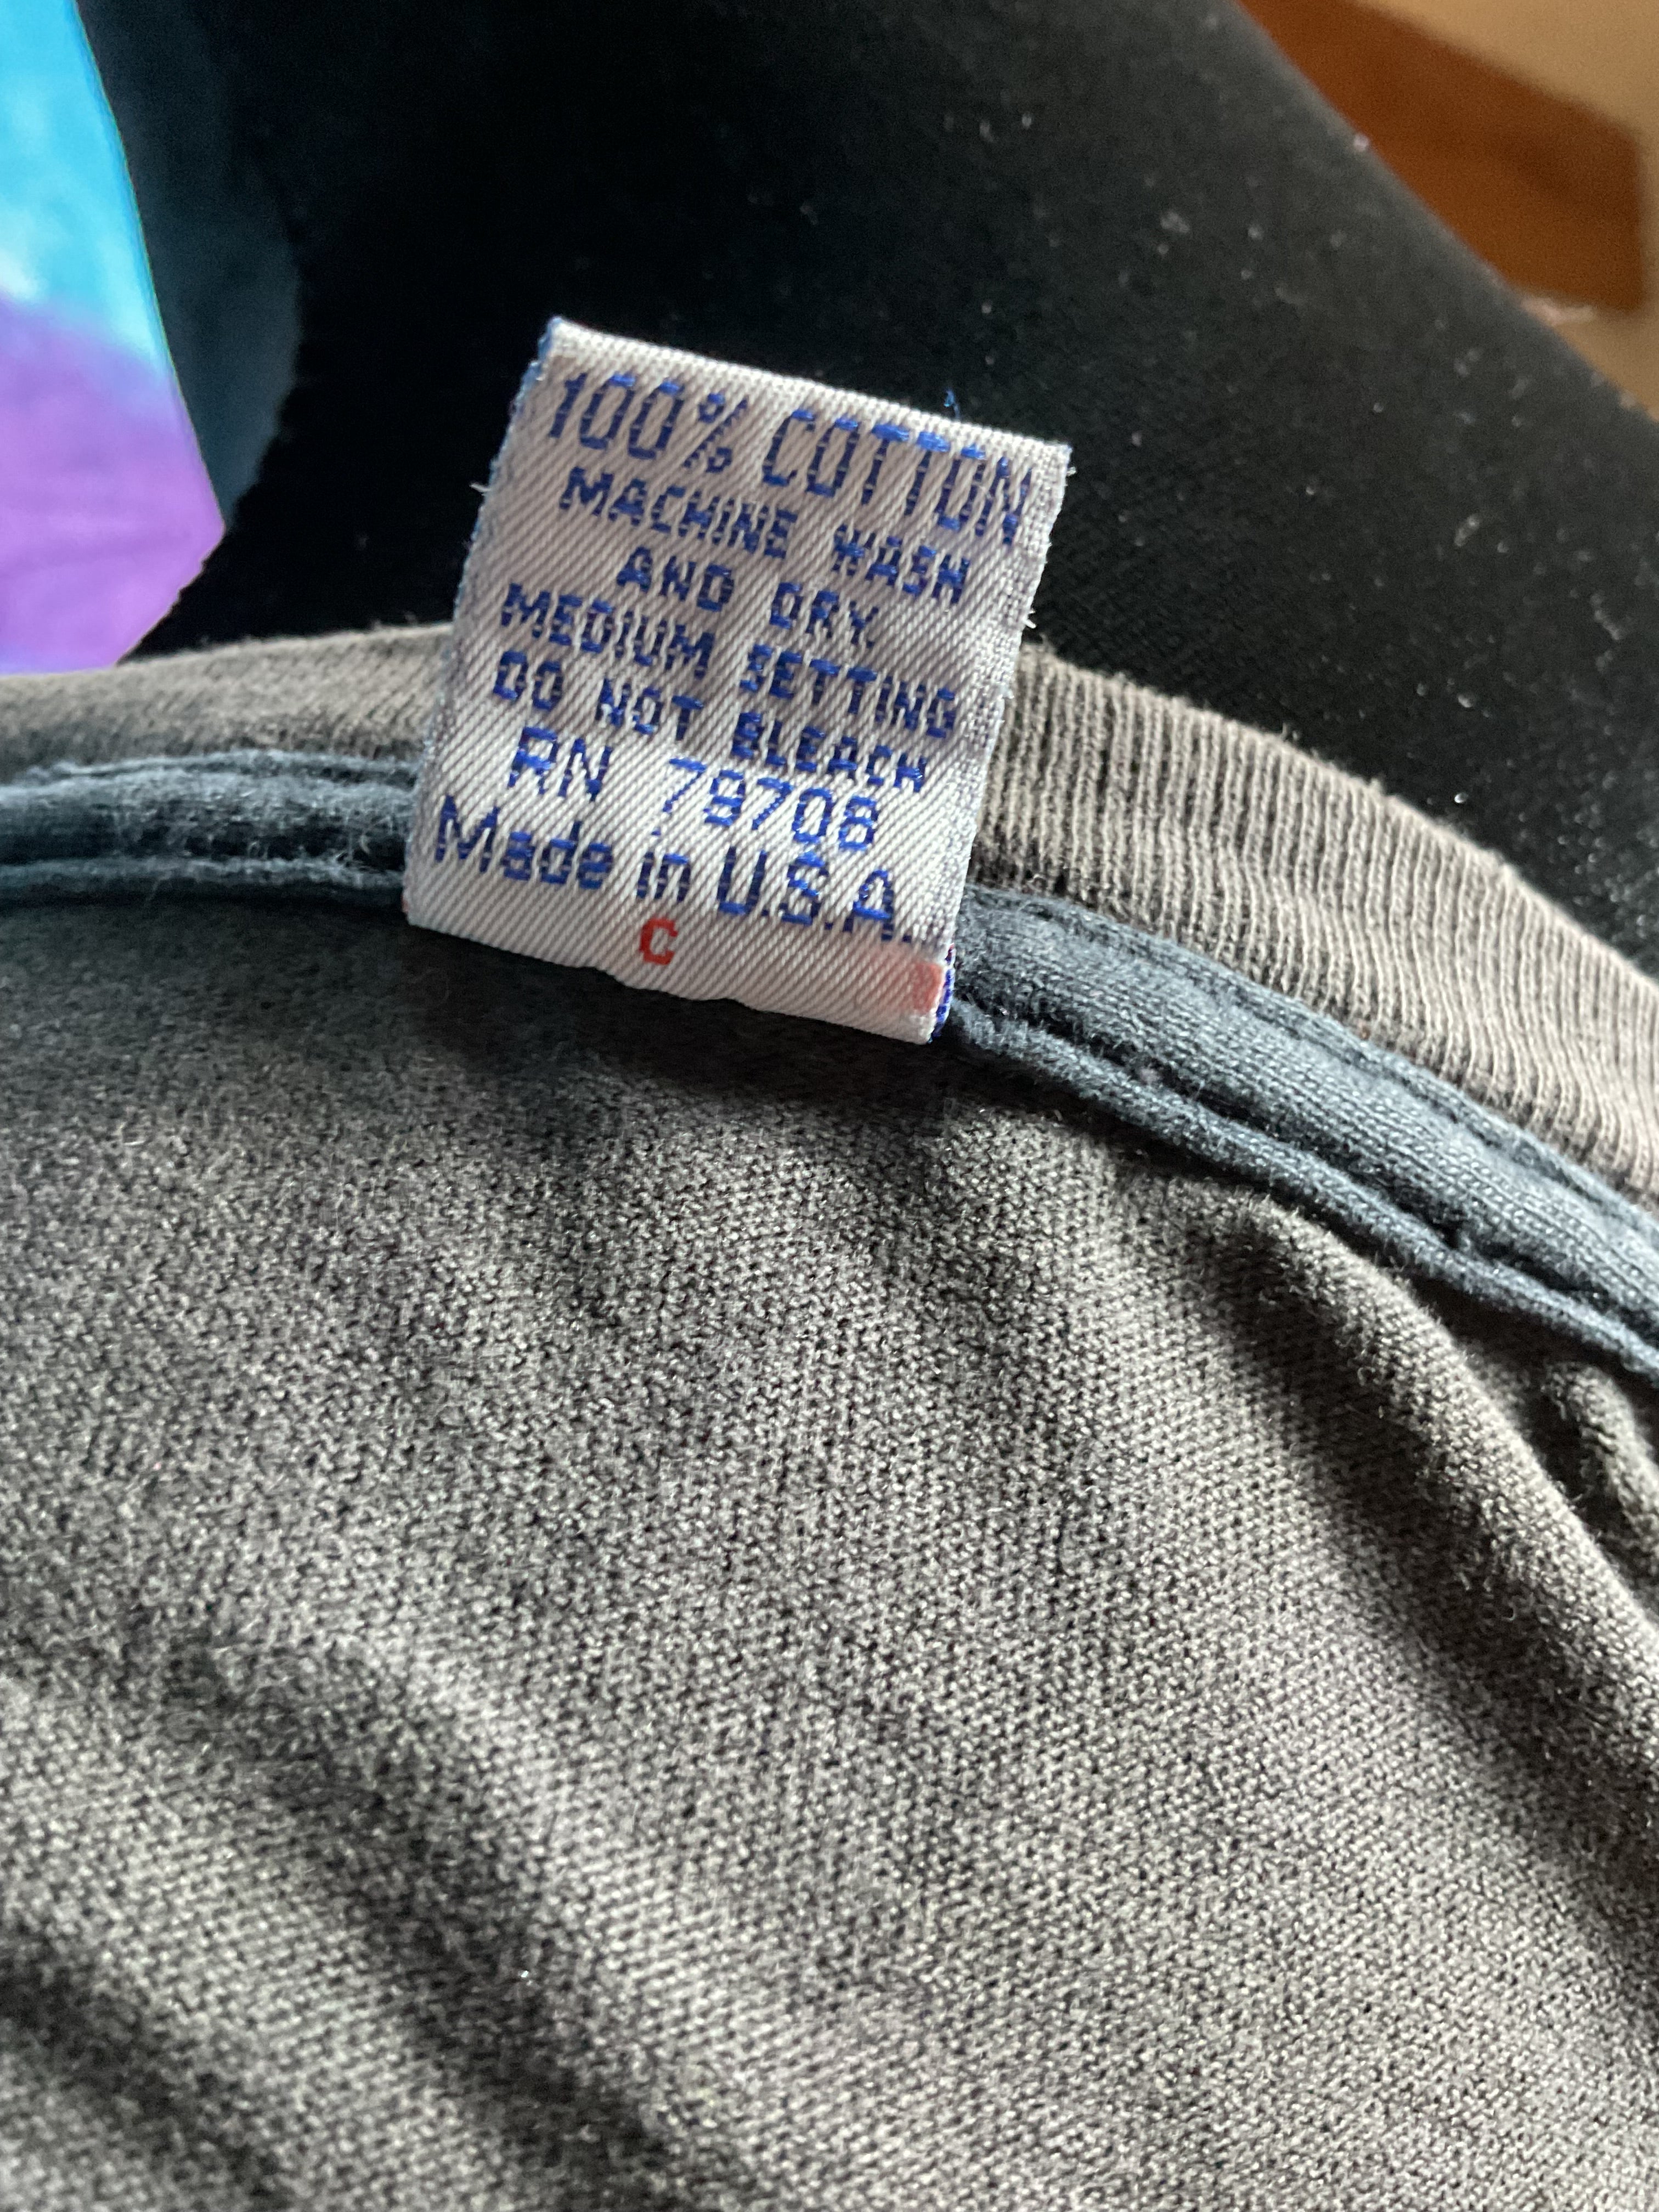 100% COTTON
MACHINE WASH
AND DRY.
MEDIUM SETTING
DO NOT BLEACH
RN 79708
Made in U.S.A.
C